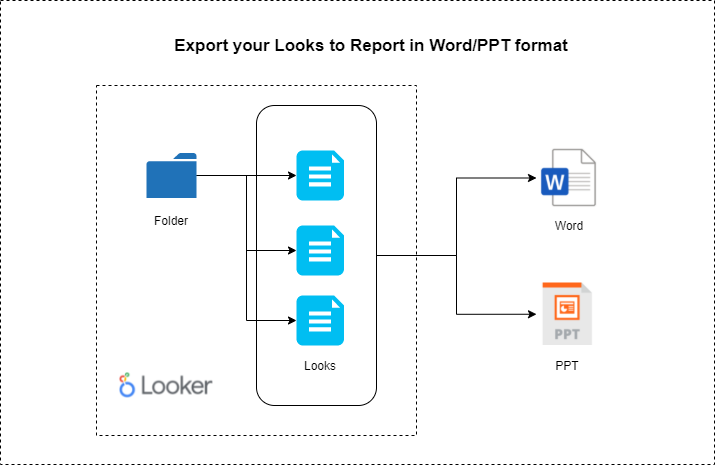 Export your Looks to Report in Word/PPT format
Folder
W
Word
Looks
PPT
PPT
Looker